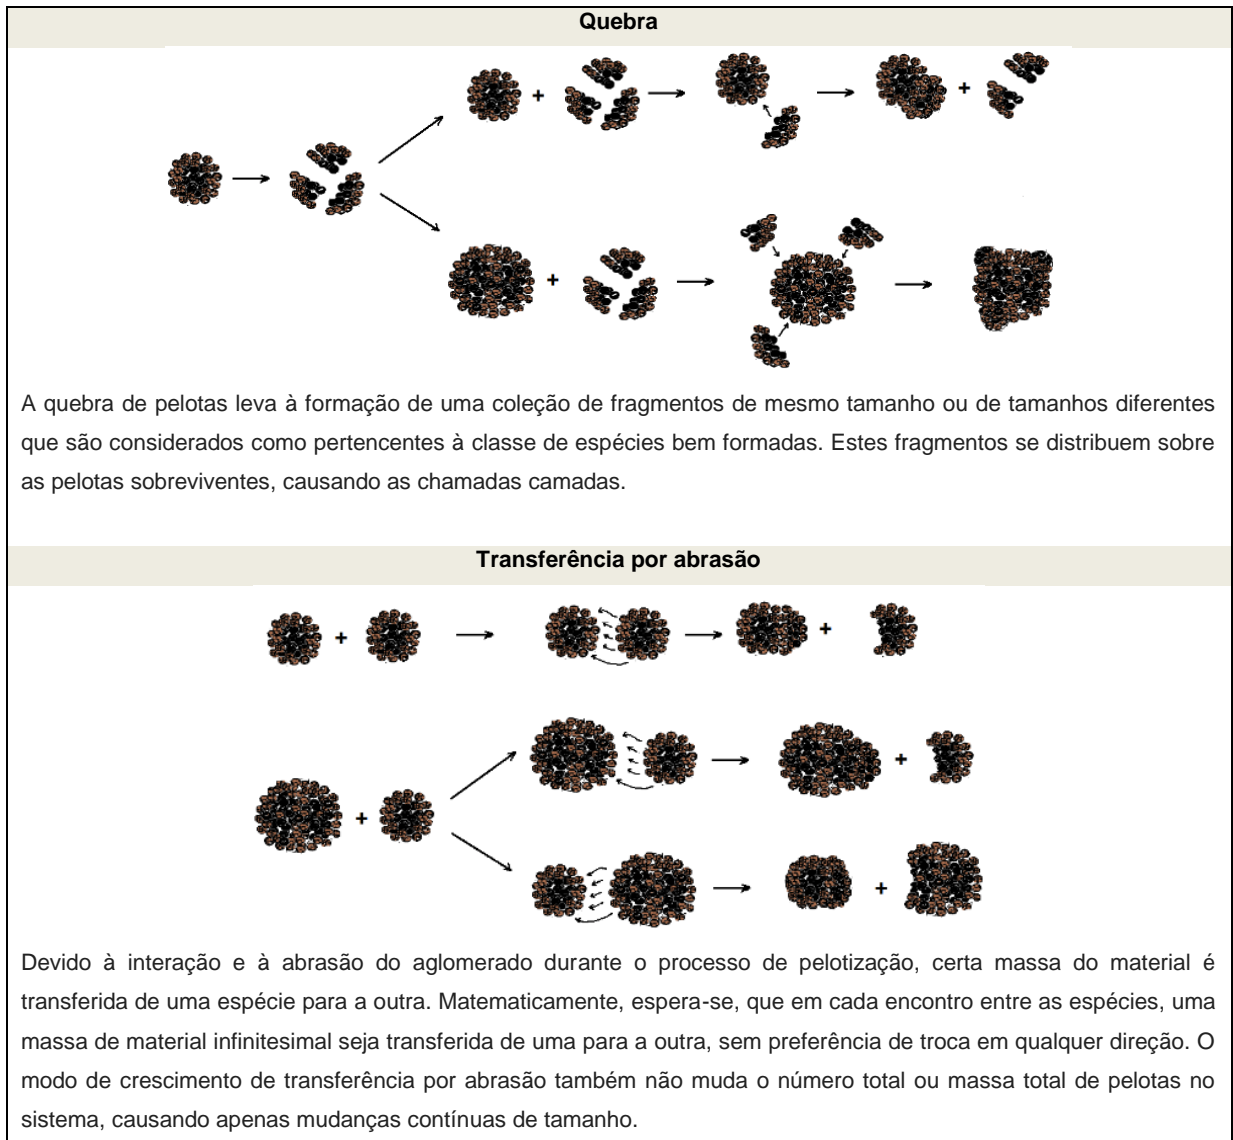 Quebra
A quebra de pelotas leva à formação de uma coleção de fragmentos de mesmo tamanho ou de tamanhos diferentes
que são considerados como pertencentes à classe de espécies bem formadas. Estes fragmentos se distribuem sobre
as pelotas sobreviventes, causando as chamadas camadas.
Transferência por abrasão
Devido à interação e à abrasão do aglomerado durante o processo de pelotização, certa massa do material é
transferida de uma espécie para a outra. Matematicamente, espera-se, que em cada encontro entre as espécies, uma
massa de material infinitesimal seja transferida de uma para a outra, sem preferência de troca em qualquer direção. O
modo de crescimento de transferência por abrasão também não muda o número total ou massa total de pelotas no
sistema, causando apenas mudanças contínuas de tamanho.